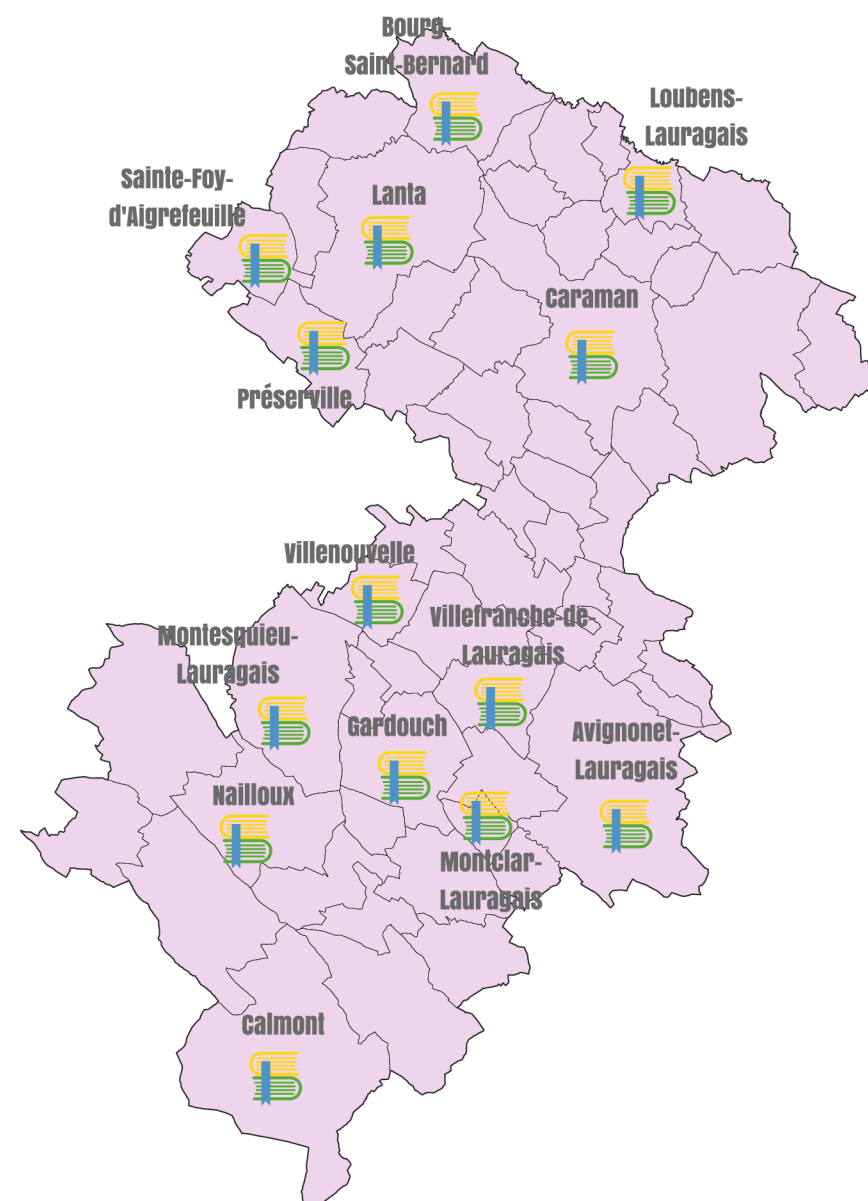 Bourg-
Saint-Bernard
Loubens-
Lauragais
Sainte-Foy-
d'Aigrefeuille
Lanta
Caraman
Préserville
Villenouvelle
Villefranche-de-
Lauragais
Montesquieu-
Lauragais
Gardouch
Avignonet-
Lauragais
Nailloux
Montclar-
Lauragais
Calmont